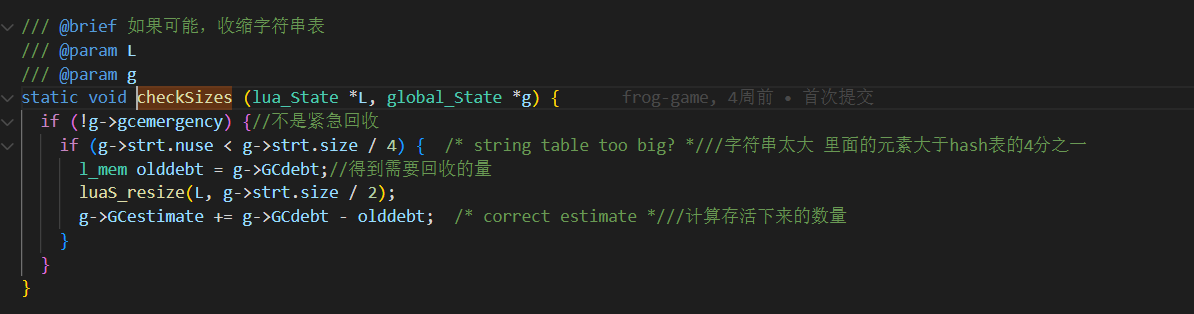 /// @brief 如果可能，收缩字符串表
/// @param L
/// @param g
static void checkSizes (lua_State *L, global_State *g) { frog-game, 4周前 • 首次提交
if (!g->gcemergency) {//不是紧急回收
if (g->strt.nuse < g->strt.size / 4) { /* string table too big? *///字符串太大 里面的元素大于hash表的4分之一
l_mem olddebt = g->GCdebt;//得到需要回收的量
luaS_resize(L, g->strt.size / 2);
g->GCestimate += g->GCdebt - olddebt; /* correct estimate *///计算存活下来的数量
}
}
}